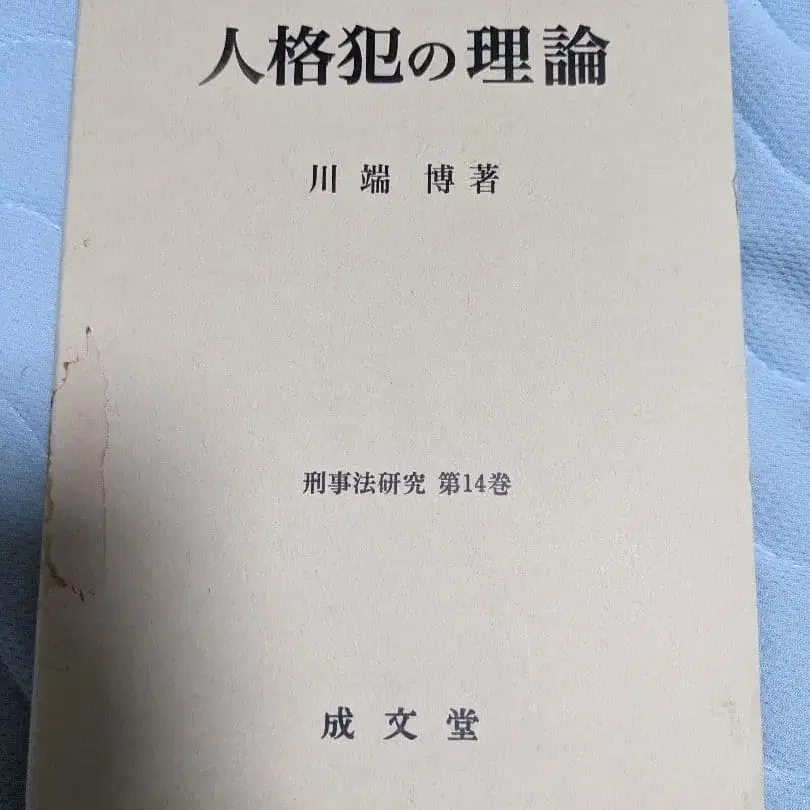 人格犯の理論
川端 博著
刑事法研究 第14巻
成文堂